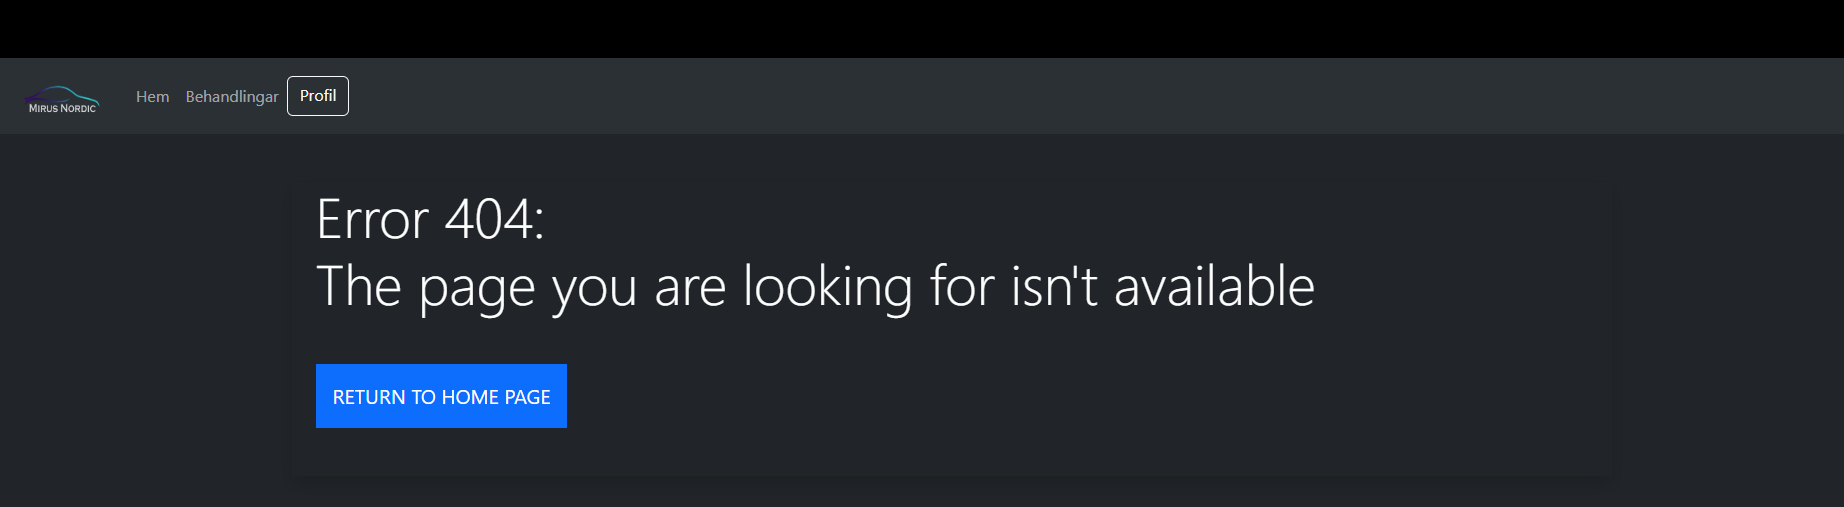 MIRUS NORDIC
Hem Behandlingar Profil
Error 404:
The page you are looking for isn't available
RETURN TO HOME PAGE